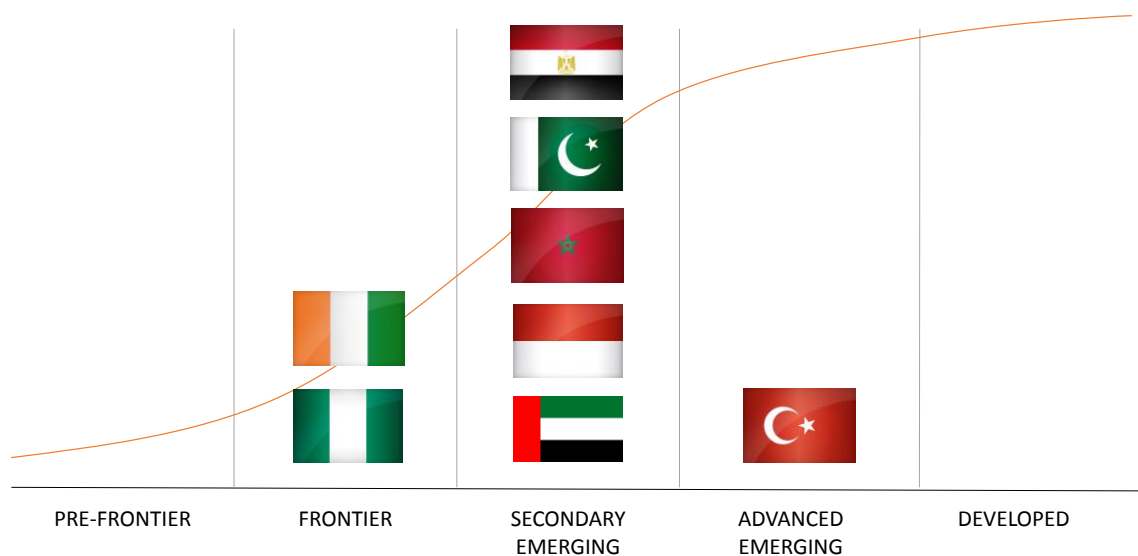 PRE-FRONTIER
FRONTIER
SECONDARY
EMERGING
ADVANCED
EMERGING
DEVELOPED